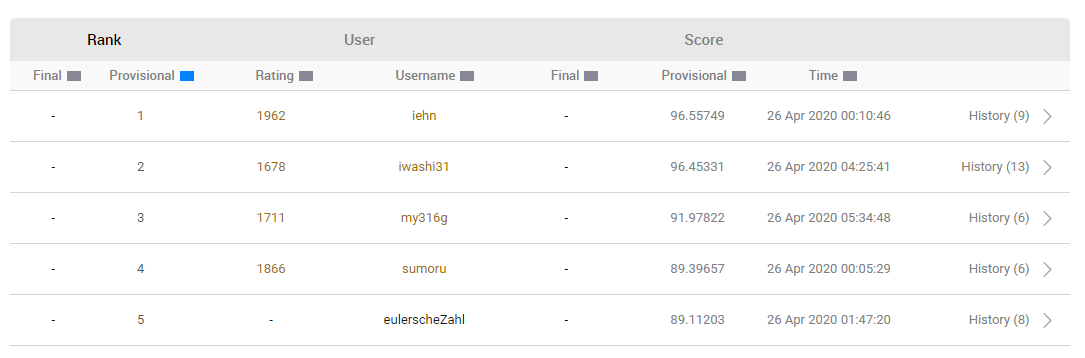 Rank User Score
Final Provisional Rating Username Final Provisional Time
- 1 1962 iehn - 96.55749 26 Apr 2020 00:10:46 History (9)
- 2 1678 iwashi31 - 96.45331 26 Apr 2020 04:25:41 History (13)
- 3 1711 my316g - 91.97822 26 Apr 2020 05:34:48 History (6)
- 4 1866 sumoru - 89.39657 26 Apr 2020 00:05:29 History (6)
- 5 - eulerscheZahl - 89.11203 26 Apr 2020 01:47:20 History (8)